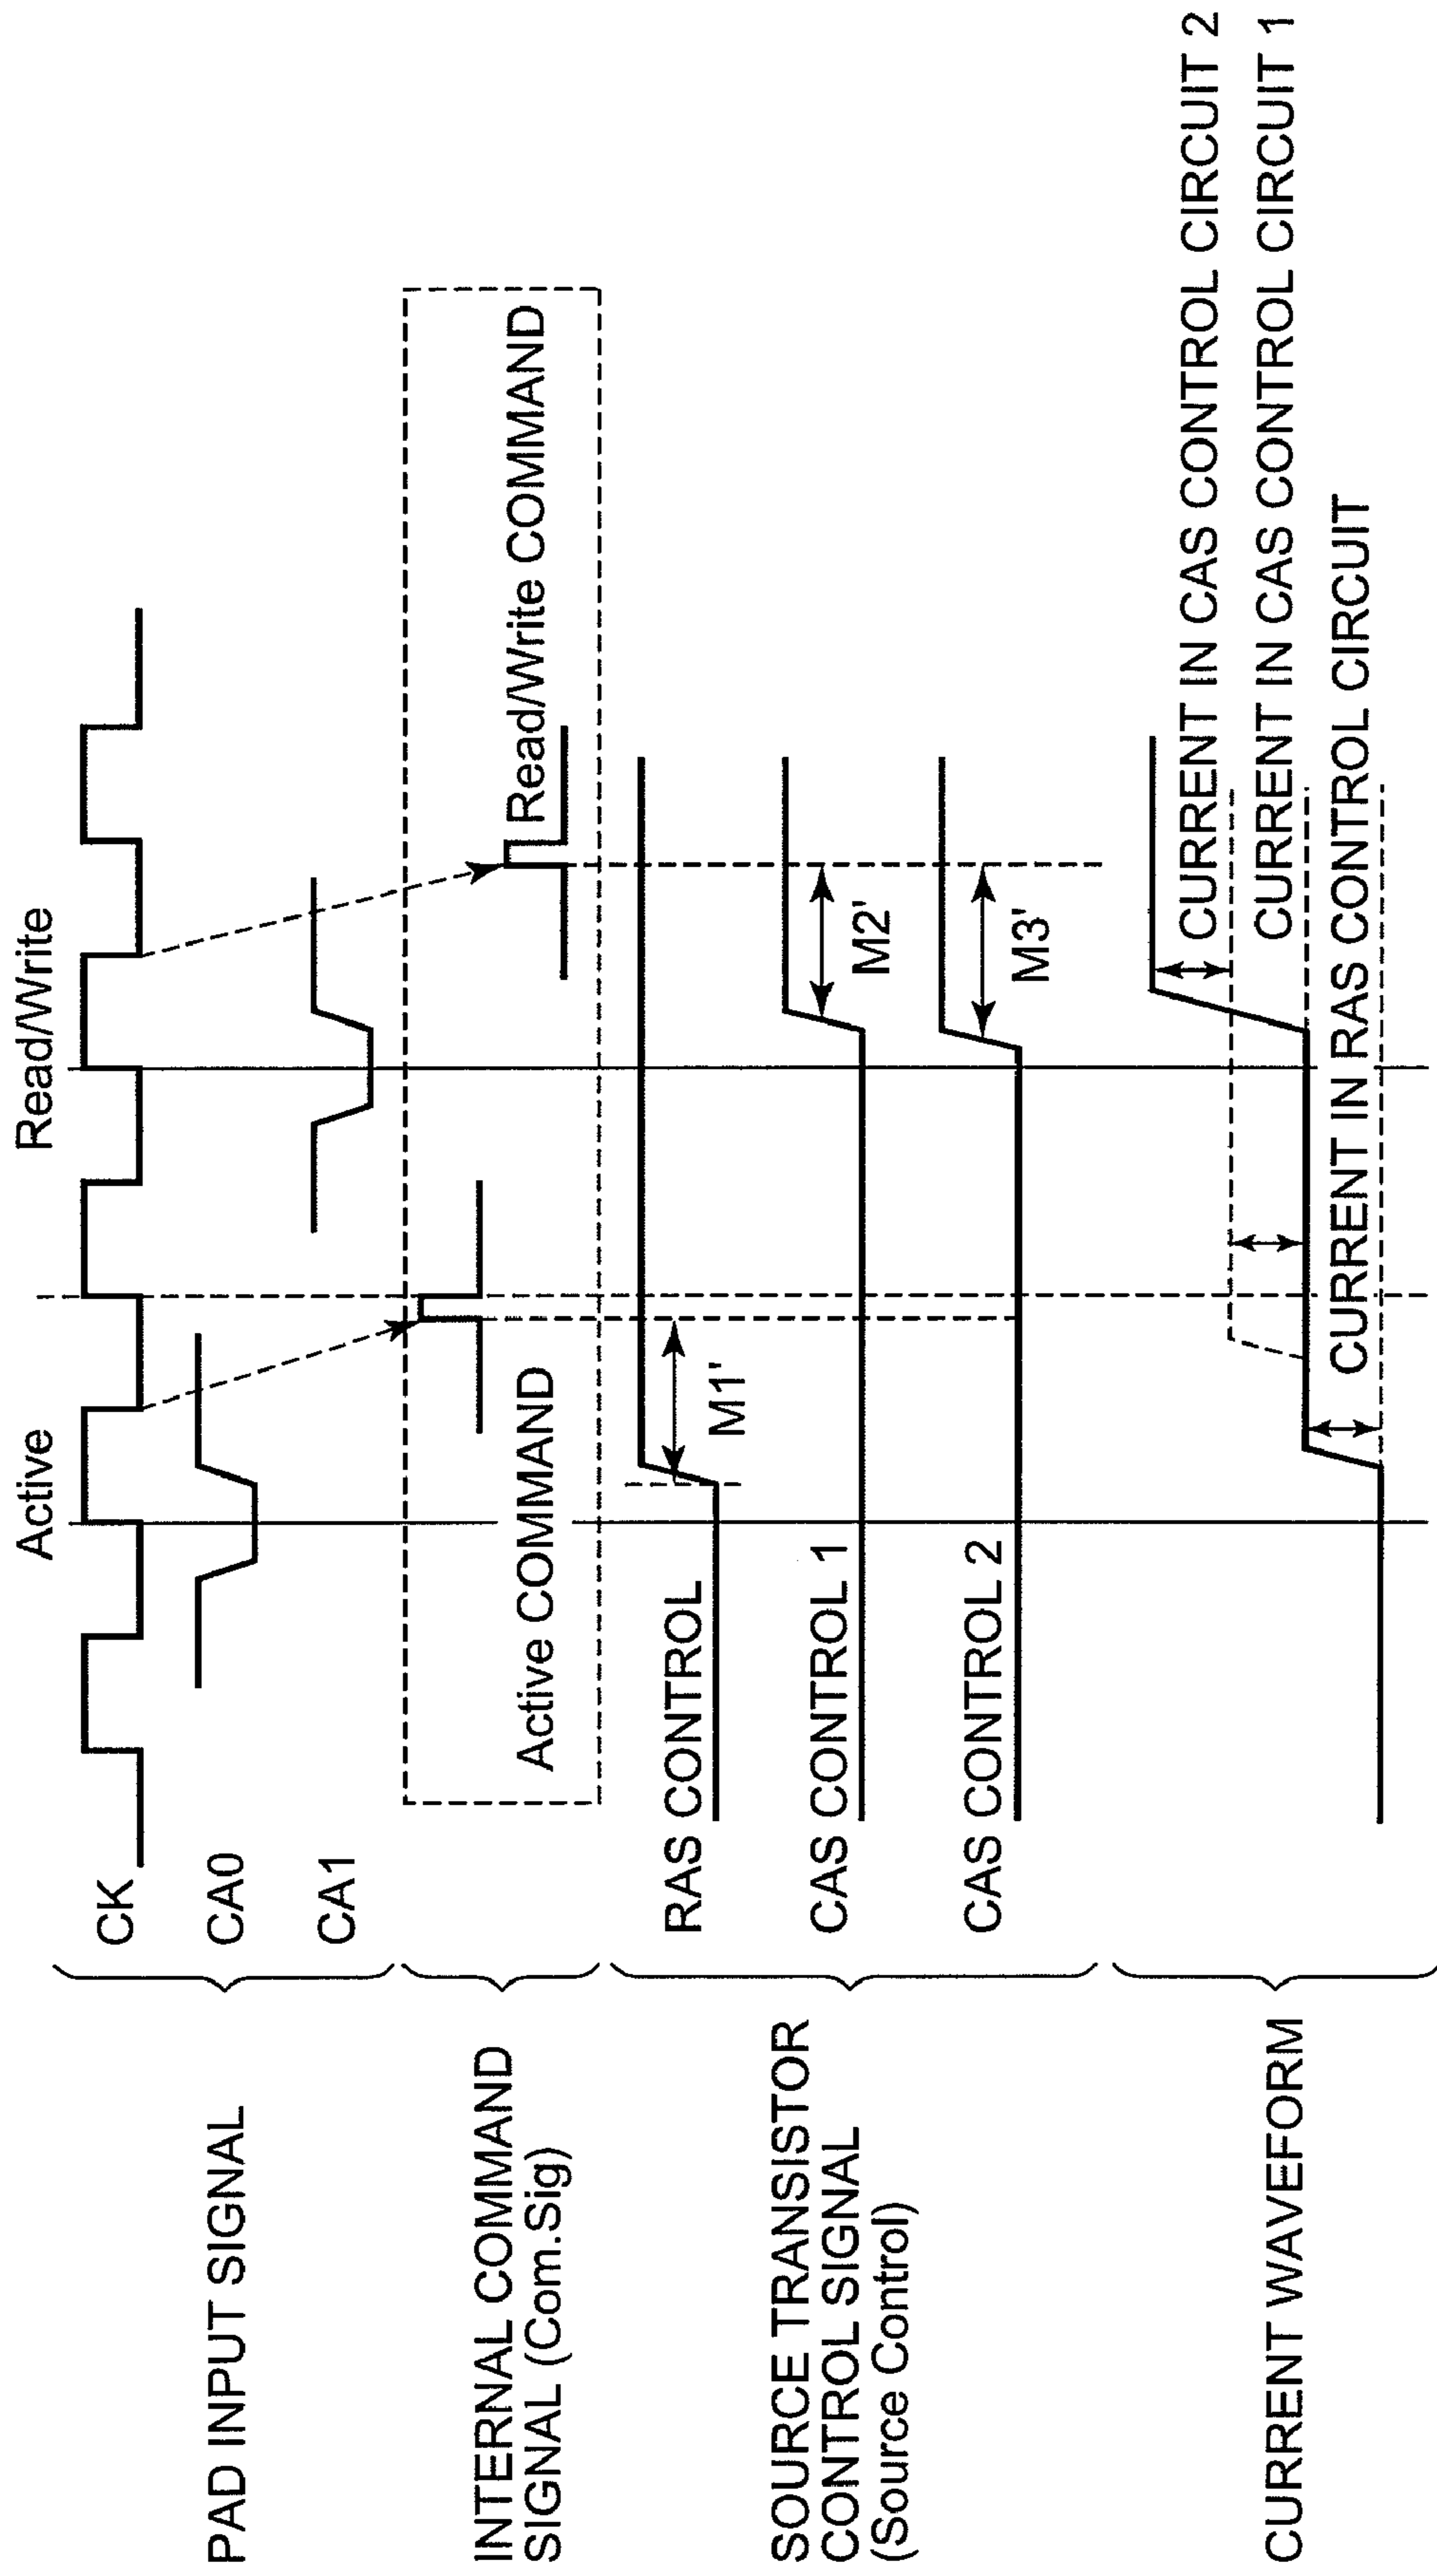 Active
Read/Write
PAD INPUT SIGNAL
CK
CA0
CA1
INTERNAL COMMAND
SIGNAL (Com.Sig)
Active COMMAND
Read/Write COMMAND
SOURCE TRANSISTOR
CONTROL SIGNAL
(Source Control)
RAS CONTROL
M1'
CAS CONTROL 1
M2'
CAS CONTROL 2
M3'
CURRENT WAVEFORM
CURRENT IN CAS CONTROL CIRCUIT 2
CURRENT IN CAS CONTROL CIRCUIT 1
CURRENT IN RAS CONTROL CIRCUIT